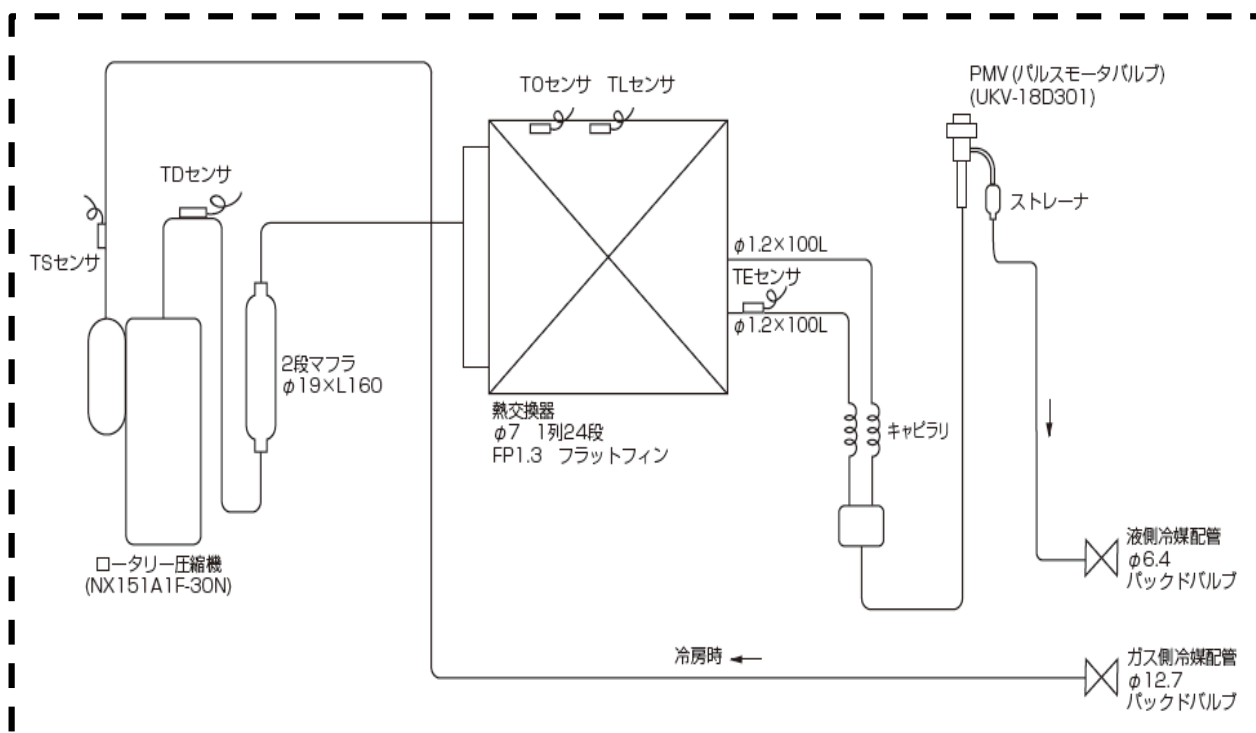 PMV (パルスモータバルブ)
(UKV-18D301)
TOセンサ
TLセンサ
TDセンサ
ストレーナ
TSセンサ
φ1.2×100L
TEセンサ
φ1.2×100L
2段マフラ
φ19×L160
熱交換器
φ7 1列24段
FP1.3 フラットフィン
キャピラリ
ロータリー圧縮機
(NX151A1F-30N)
液側冷媒配管
φ6.4
パックドバルブ
冷房時
ガス側冷媒配管
φ12.7
パックドバルブ